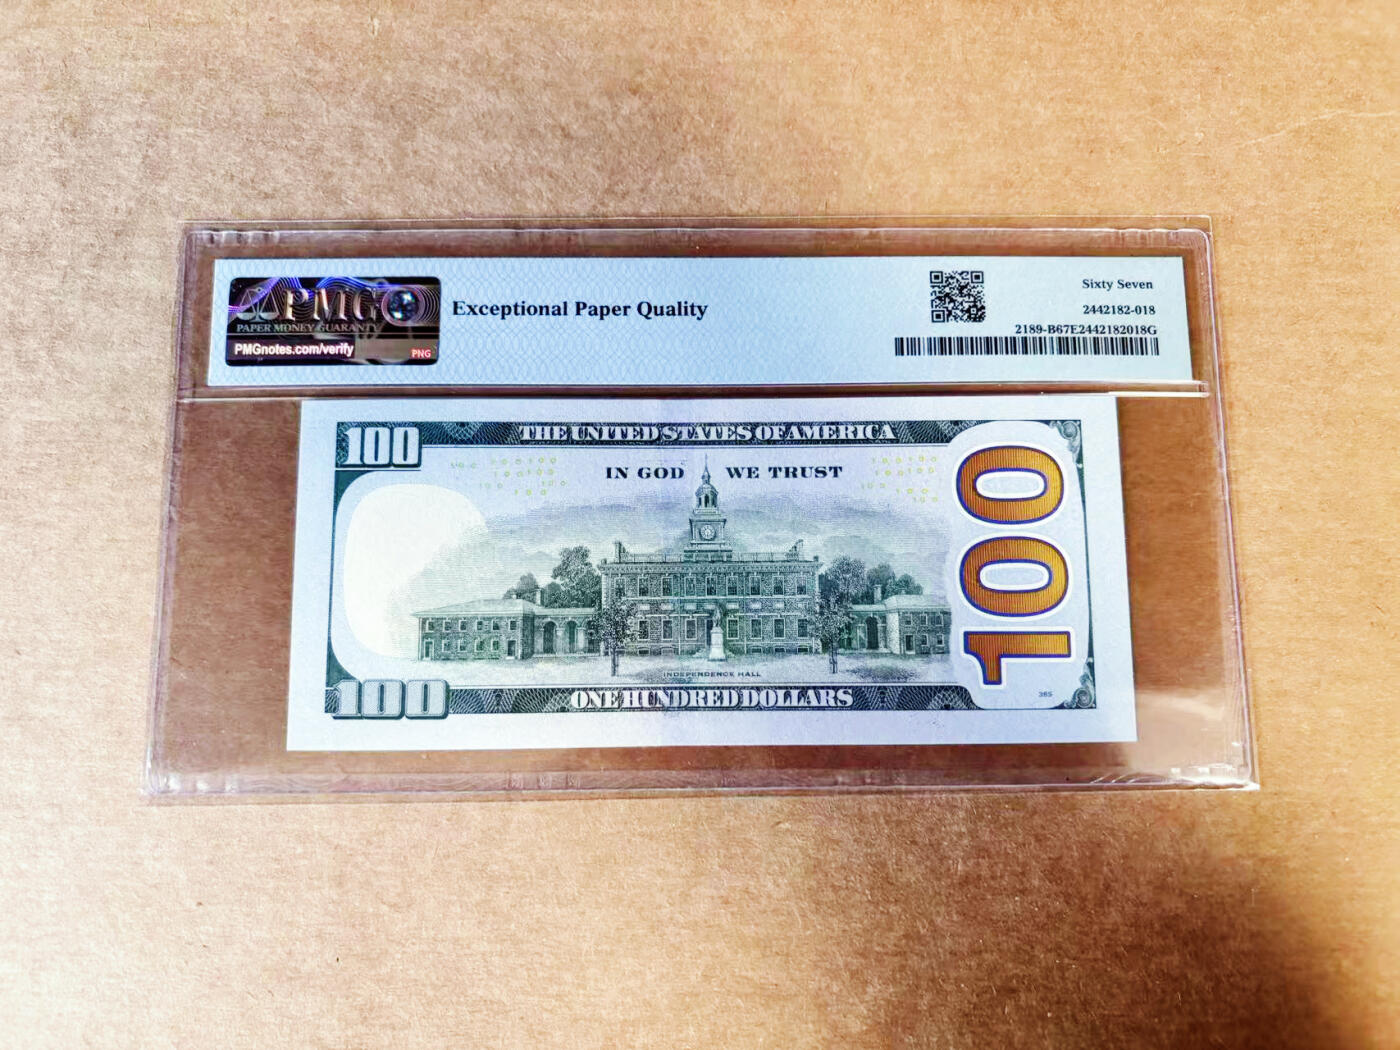 PMG
PAPER MONEY GUARANTY
PMGnotes.com/verify
PNG
Exceptional Paper Quality
Sixty Seven
2442182-018
2189-B67E2442182018G
100
THE UNITED STATES OF AMERICA
IN GOD WE TRUST
100
INDEPENDENCE HALL
100
ONE HUNDRED DOLLARS
385